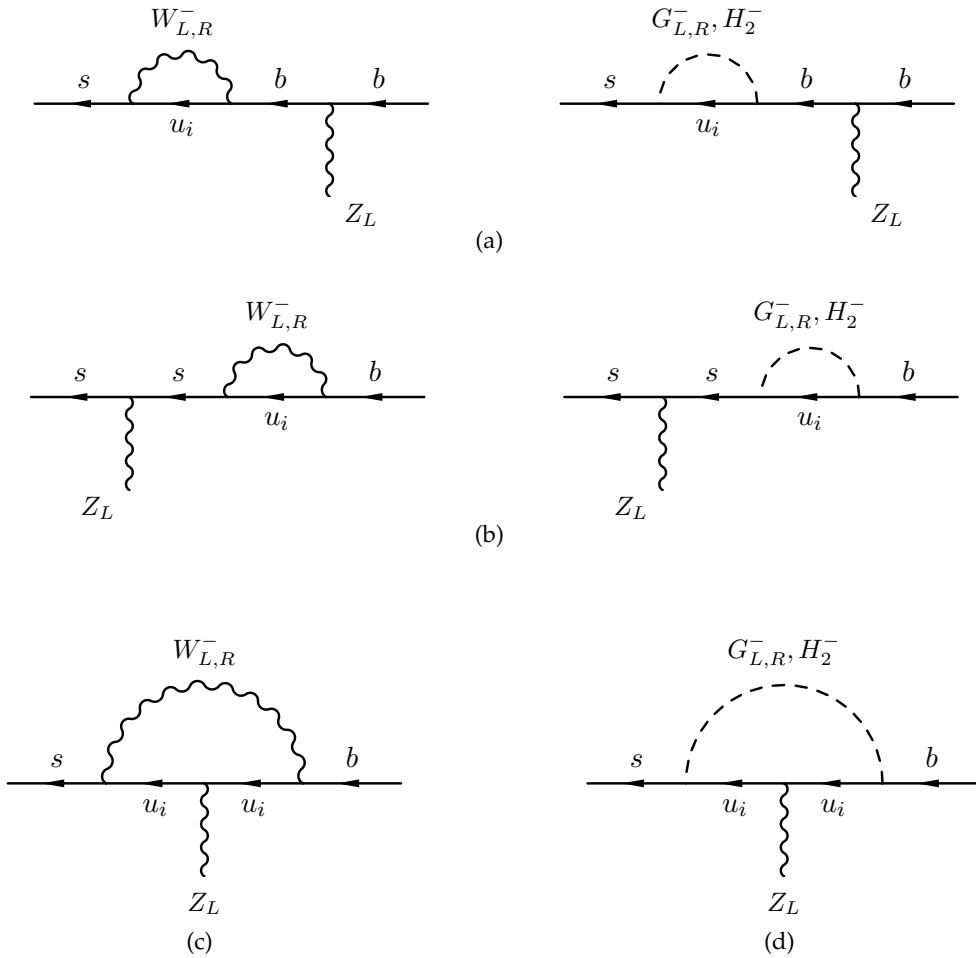 $W_{L,R}^{-}$ $G_{L,R}^{-}, H_2^{-}$
s b b s b b
$u_i$ $u_i$
$Z_L$ $Z_L$
(a)
$W_{L,R}^{-}$ $G_{L,R}^{-}, H_2^{-}$
s s b s s b
$u_i$ $u_i$
$Z_L$ $Z_L$
(b)
$W_{L,R}^{-}$ $G_{L,R}^{-}, H_2^{-}$
s b s b
$u_i$ $u_i$ $u_i$ $u_i$
$Z_L$ $Z_L$
(c) (d)